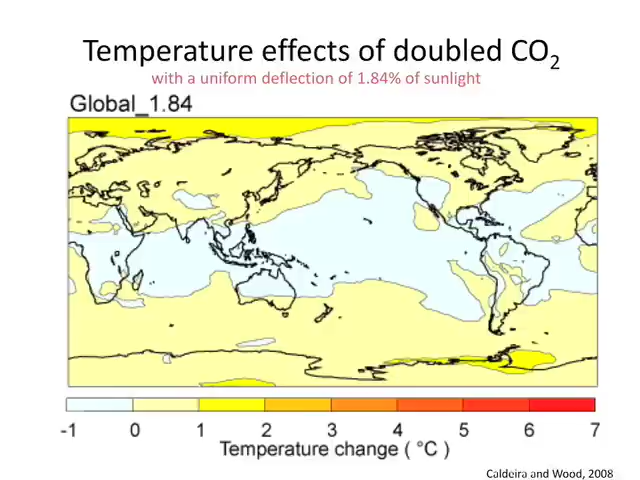 Temperature effects of doubled CO₂
with a uniform deflection of 1.84% of sunlight
Global_1.84
-1 0 1 2 3 4 5 6 7
Temperature change ( °C )
Caldeira and Wood, 2008